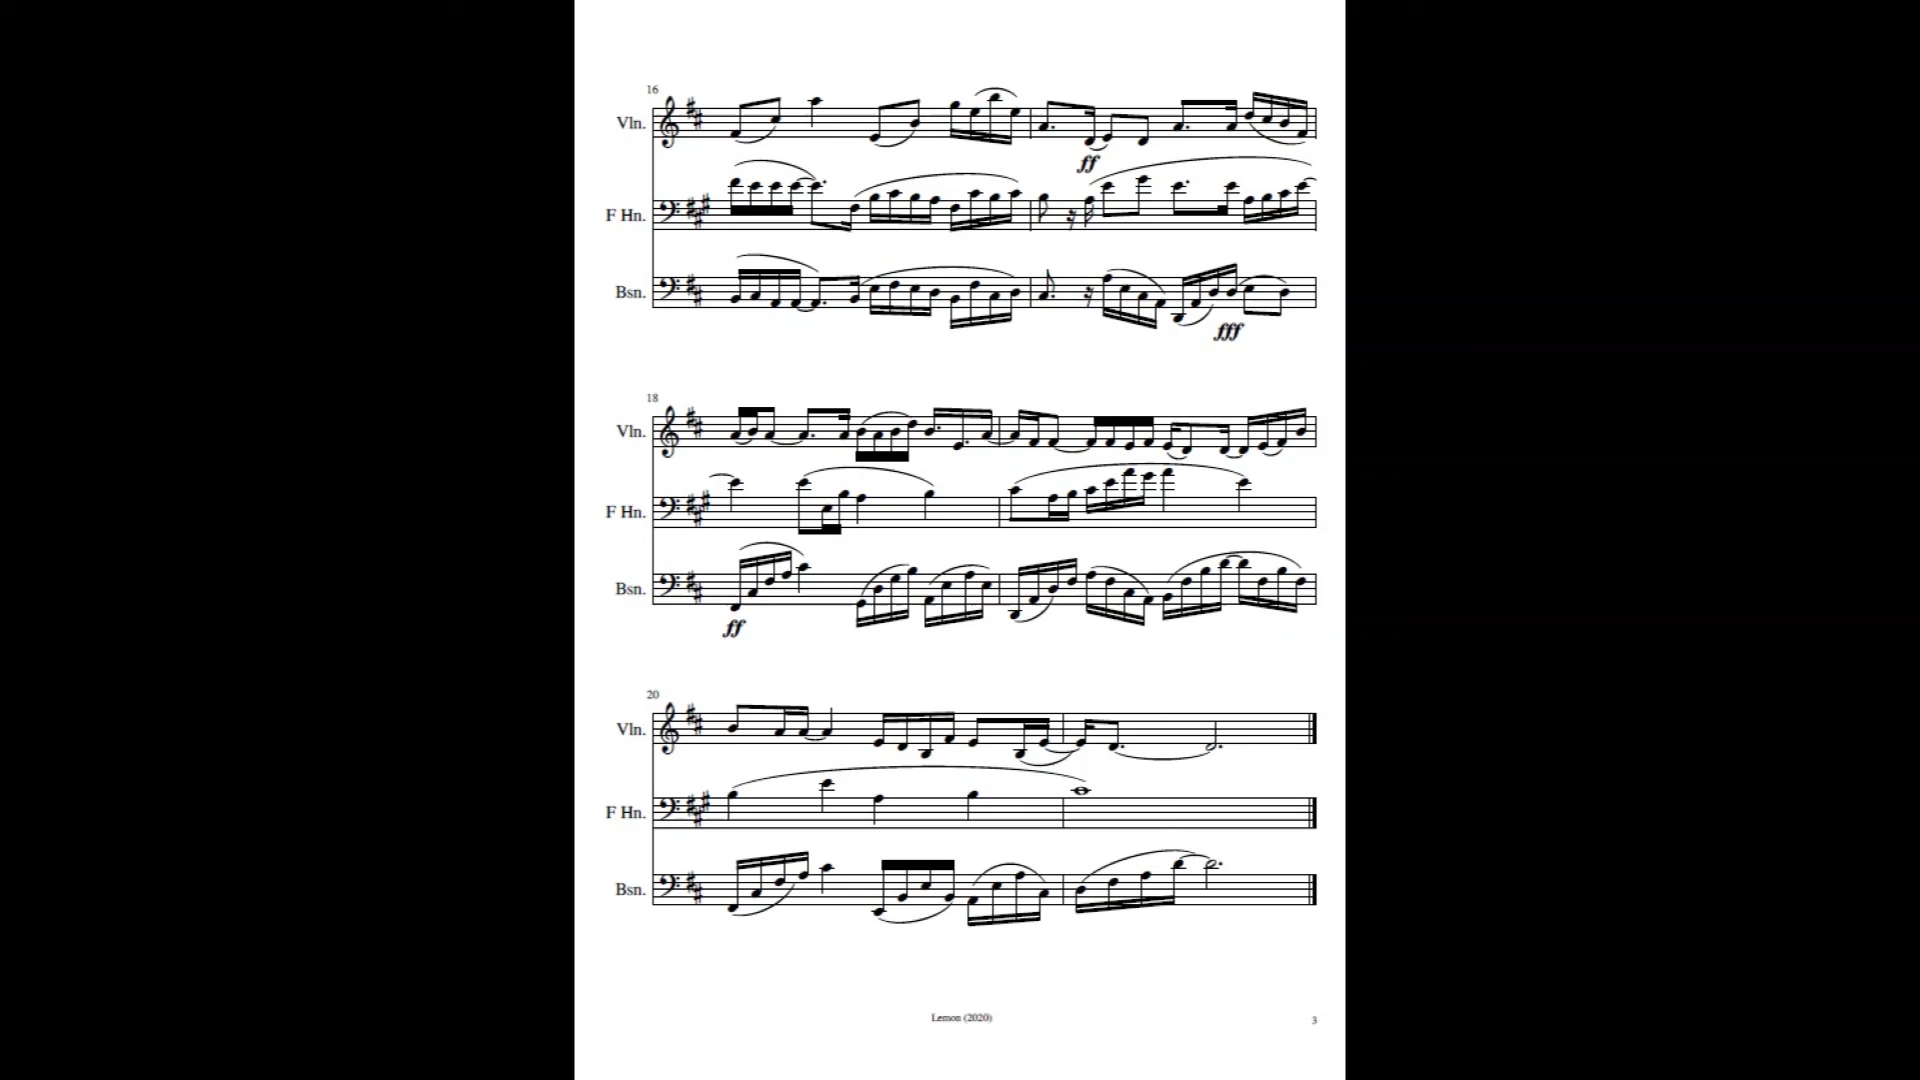 16
Vln.
ff
F Hn.
Bsn.
fff
18
Vln.
F Hn.
Bsn.
ff
20
Vln.
F Hn.
Bsn.
Lemon (2020)
3